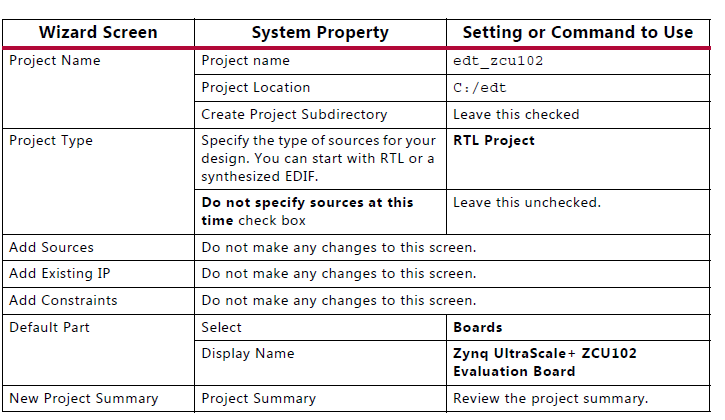 Wizard Screen System Property Setting or Command to Use
Project Name Project name edt_zcu102
Project Location C:/edt
Create Project Subdirectory Leave this checked
Project Type Specify the type of sources for your RTL Project
design. You can start with RTL or a
synthesized EDIF.
Do not specify sources at this Leave this unchecked.
time check box
Add Sources Do not make any changes to this screen.
Add Existing IP Do not make any changes to this screen.
Add Constraints Do not make any changes to this screen.
Default Part Select Boards
Display Name Zynq UltraScale+ ZCU102
Evaluation Board
New Project Summary Project Summary Review the project summary.